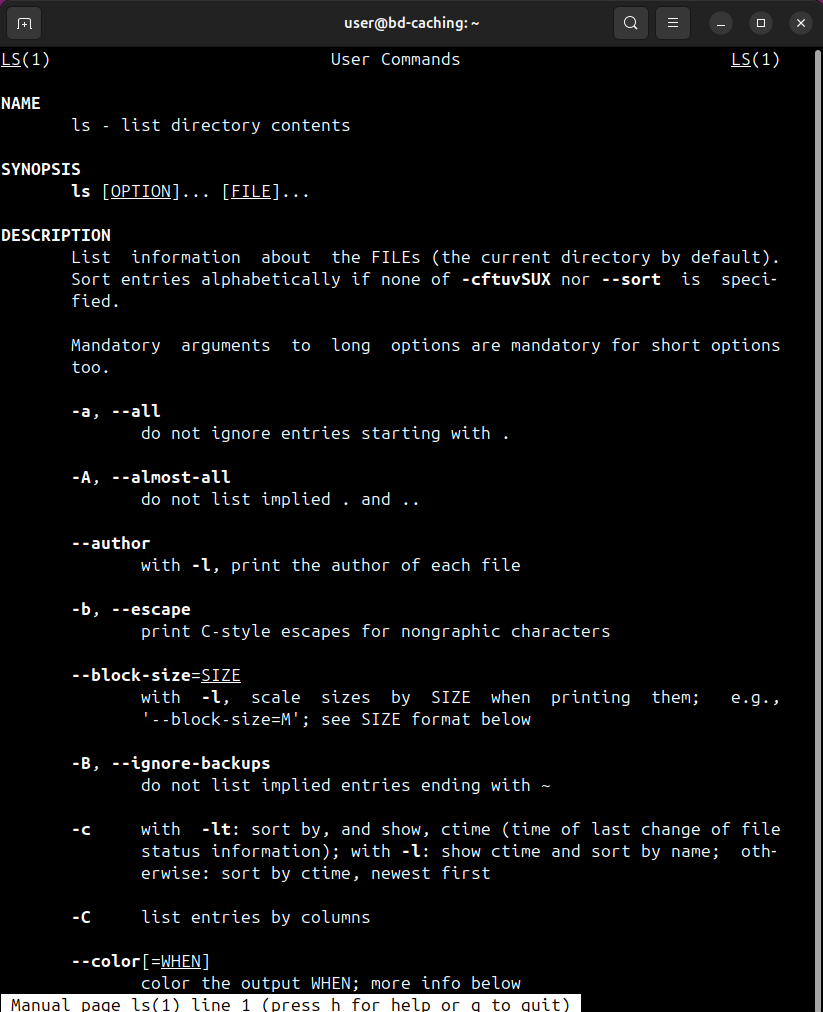 user@bd-caching: ~
LS(1) User Commands LS(1)
NAME
ls - list directory contents
SYNOPSIS
ls [OPTION]... [FILE]...
DESCRIPTION
List information about the FILEs (the current directory by default).
Sort entries alphabetically if none of -cftuvSUX nor --sort is speci-
fied.
Mandatory arguments to long options are mandatory for short options
too.
-a, --all
do not ignore entries starting with .
-A, --almost-all
do not list implied . and ..
--author
with -l, print the author of each file
-b, --escape
print C-style escapes for nongraphic characters
--block-size=SIZE
with -l, scale sizes by SIZE when printing them; e.g.,
'--block-size=M'; see SIZE format below
-B, --ignore-backups
do not list implied entries ending with ~
-c with -lt: sort by, and show, ctime (time of last change of file
status information); with -l: show ctime and sort by name; oth-
erwise: sort by ctime, newest first
-C list entries by columns
--color[=WHEN]
color the output WHEN; more info below
Manual page ls(1) line 1 (press h for help or q to quit)